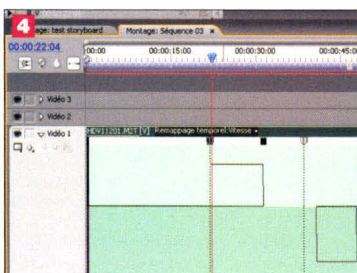 4
age: test storyboard Montage: Séquence 03
00:00:22:04
00:00 00:00:15:00 00:00:30:00 00:00:45:0
Vidéo 3
Vidéo 2
Vidéo 1
HDV11201.M2T [V] Remappage temporel:Vitesse